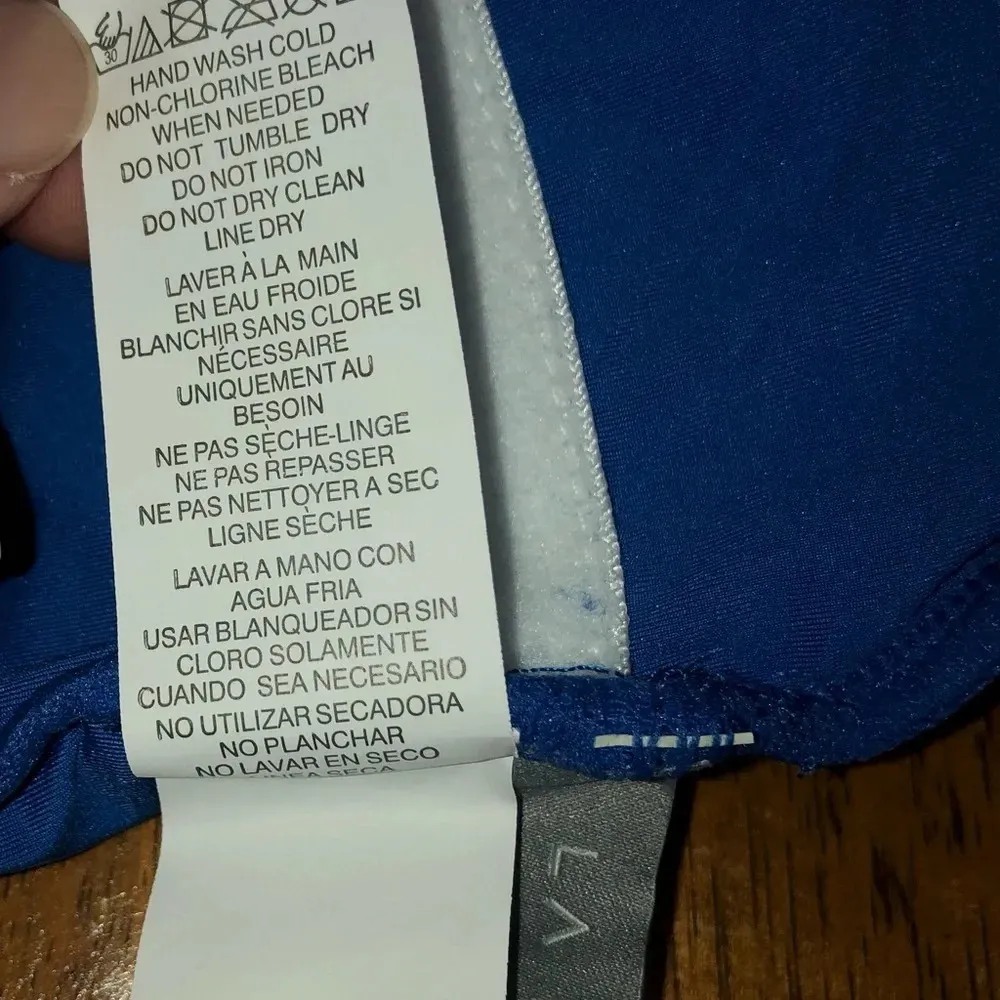 30
HAND WASH COLD
NON-CHLORINE BLEACH
WHEN NEEDED
DO NOT TUMBLE DRY
DO NOT IRON
DO NOT DRY CLEAN
LINE DRY
LAVER À LA MAIN
EN EAU FROIDE
BLANCHIR SANS CLORE SI
NÉCESSAIRE
UNIQUEMENT AU
BESOIN
NE PAS SÈCHE-LINGE
NE PAS REPASSER
NE PAS NETTOYER A SEC
LIGNE SÈCHE
LAVAR A MANO CON
AGUA FRIA
USAR BLANQUEADOR SIN
CLORO SOLAMENTE
CUANDO SEA NECESARIO
NO UTILIZAR SECADORA
NO PLANCHAR
NO LAVAR EN SECO
LINEA SECA